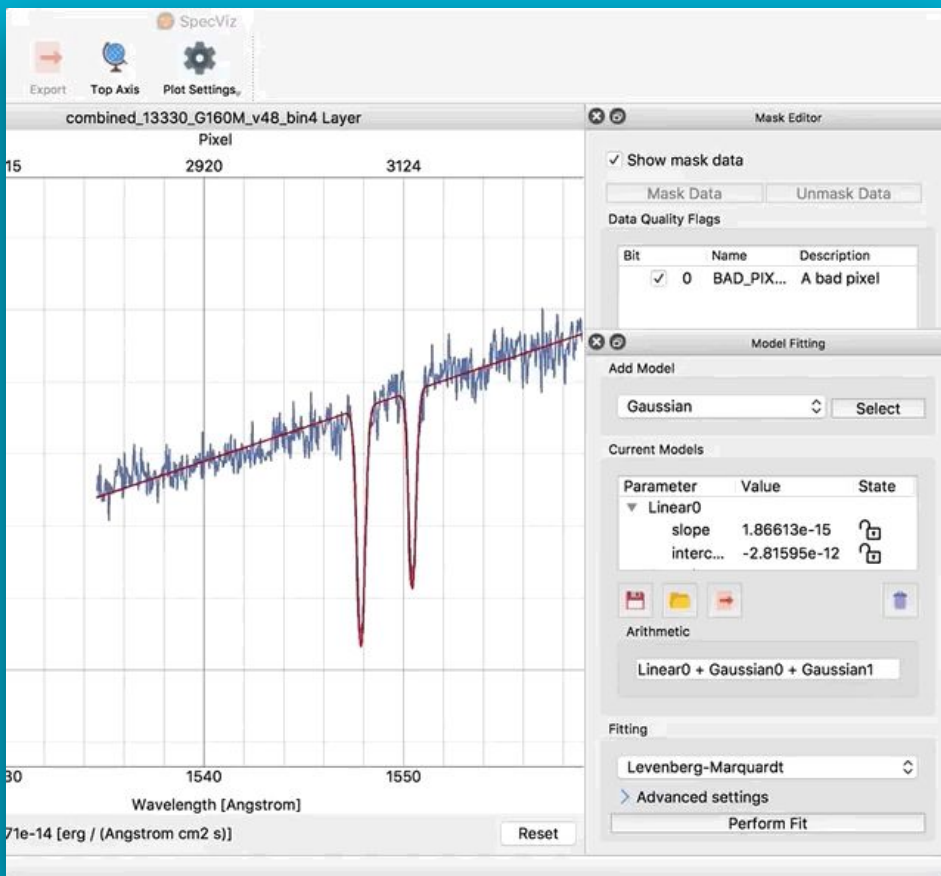 SpecViz
Export Top Axis Plot Settings
combined_13330_G160M_v48_bin4 Layer
Pixel
15 2920 3124
30 1540 1550
Wavelength [Angstrom]
71e-14 [erg / (Angstrom cm2 s)] Reset
Mask Editor
Show mask data
Mask Data Unmask Data
Data Quality Flags
Bit Name Description
0 BAD_PIX... A bad pixel
Model Fitting
Add Model
Gaussian Select
Current Models
Parameter Value State
Linear0
slope 1.86613e-15
interc... -2.81595e-12
Arithmetic
Linear0 + Gaussian0 + Gaussian1
Fitting
Levenberg-Marquardt
Advanced settings
Perform Fit